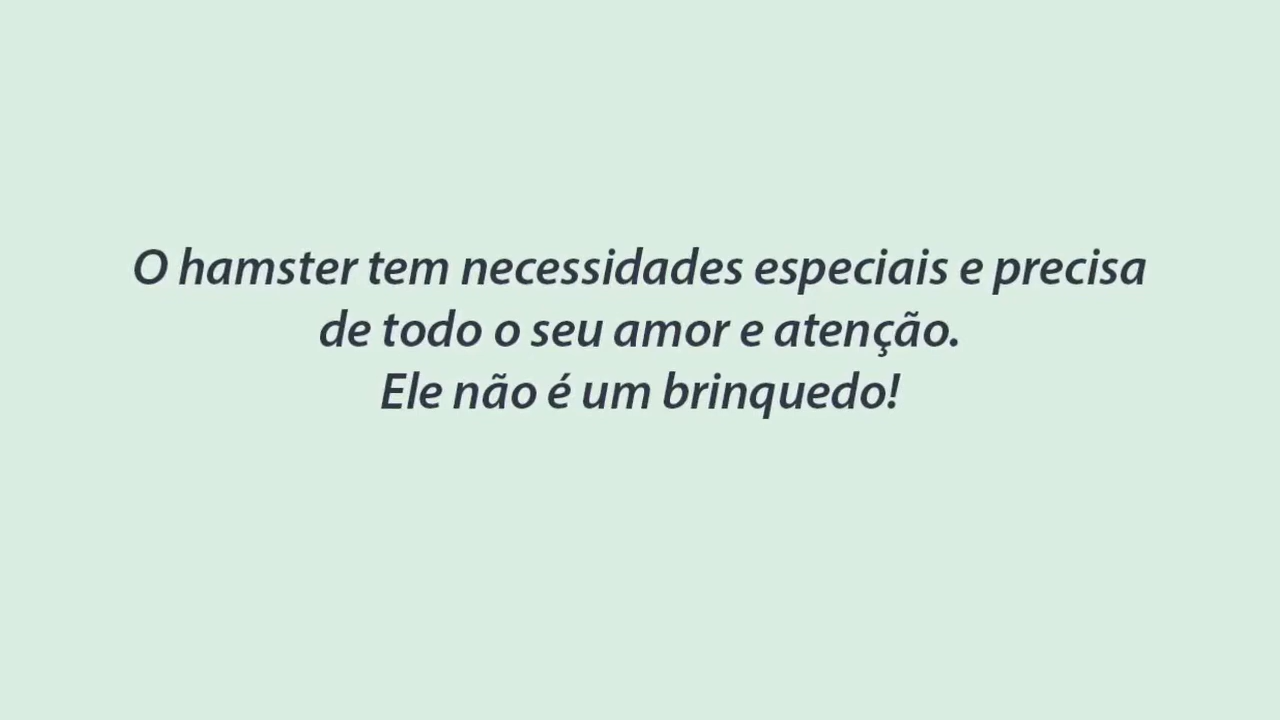 O hamster tem necessidades especiais e precisa
de todo o seu amor e atenção.
Ele não é um brinquedo!